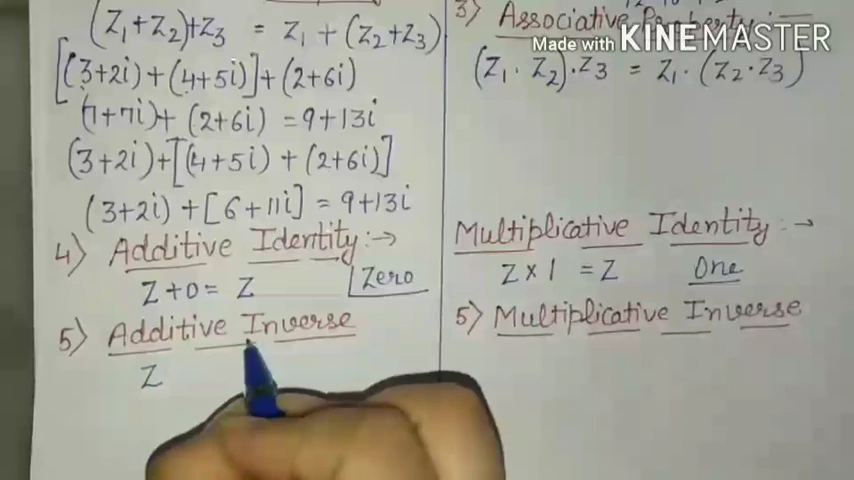 (Z₁+Z₂)+Z₃ = Z₁+(Z₂+Z₃)
[(3+2i)+(4+5i)]+(2+6i)
(7+7i)+(2+6i) = 9+13i
(3+2i)+[(4+5i)+(2+6i)]
(3+2i)+[6+11i] = 9+13i
4) Additive Identity:→
Z+0= Z Zero
5) Additive Inverse
Z
3) Associative Property:—
Made with KINEMASTER
(Z₁·Z₂)·Z₃ = Z₁·(Z₂·Z₃)
Multiplicative Identity:→
Z×1 = Z One
5) Multiplicative Inverse